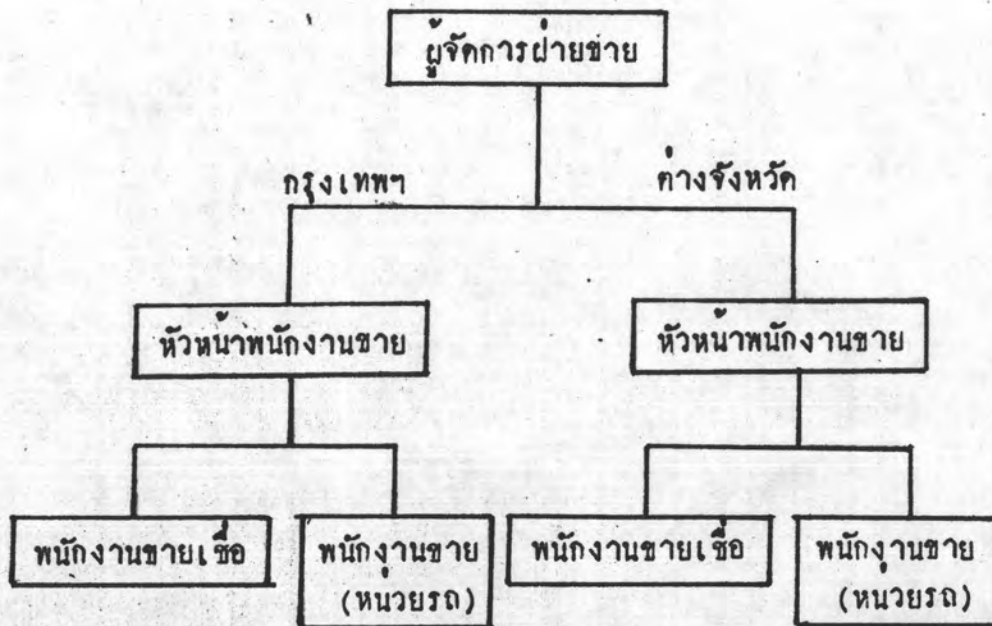 ผู้จัดการฝ่ายขาย
กรุงเทพฯ
ต่างจังหวัด
หัวหน้าพนักงานขาย
หัวหน้าพนักงานขาย
พนักงานขายเชื่อ
พนักงานขาย
(หน่วยรถ)
พนักงานขายเชื่อ
พนักงานขาย
(หน่วยรถ)